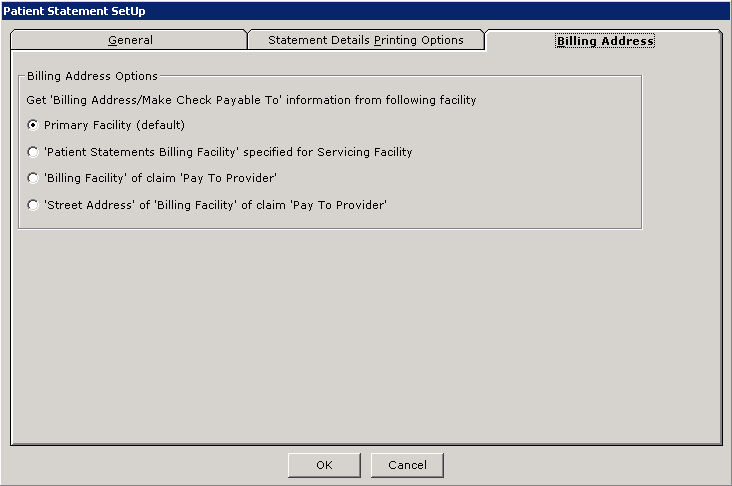 Patient Statement SetUp
General
Statement Details Printing Options
Billing Address
Billing Address Options
Get 'Billing Address/Make Check Payable To' information from following facility
Primary Facility (default)
'Patient Statements Billing Facility' specified for Servicing Facility
'Billing Facility' of claim 'Pay To Provider'
'Street Address' of 'Billing Facility' of claim 'Pay To Provider'
OK
Cancel